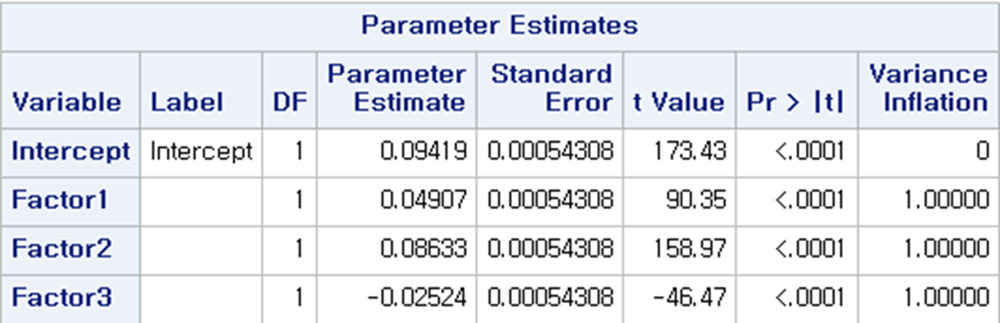 Parameter Estimates
Variable Label DF Parameter Estimate Standard Error t Value Pr > |t| Variance Inflation
Intercept Intercept 1 0.09419 0.00054308 173.43 <.0001 0
Factor1 1 0.04907 0.00054308 90.35 <.0001 1.00000
Factor2 1 0.08633 0.00054308 158.97 <.0001 1.00000
Factor3 1 -0.02524 0.00054308 -46.47 <.0001 1.00000